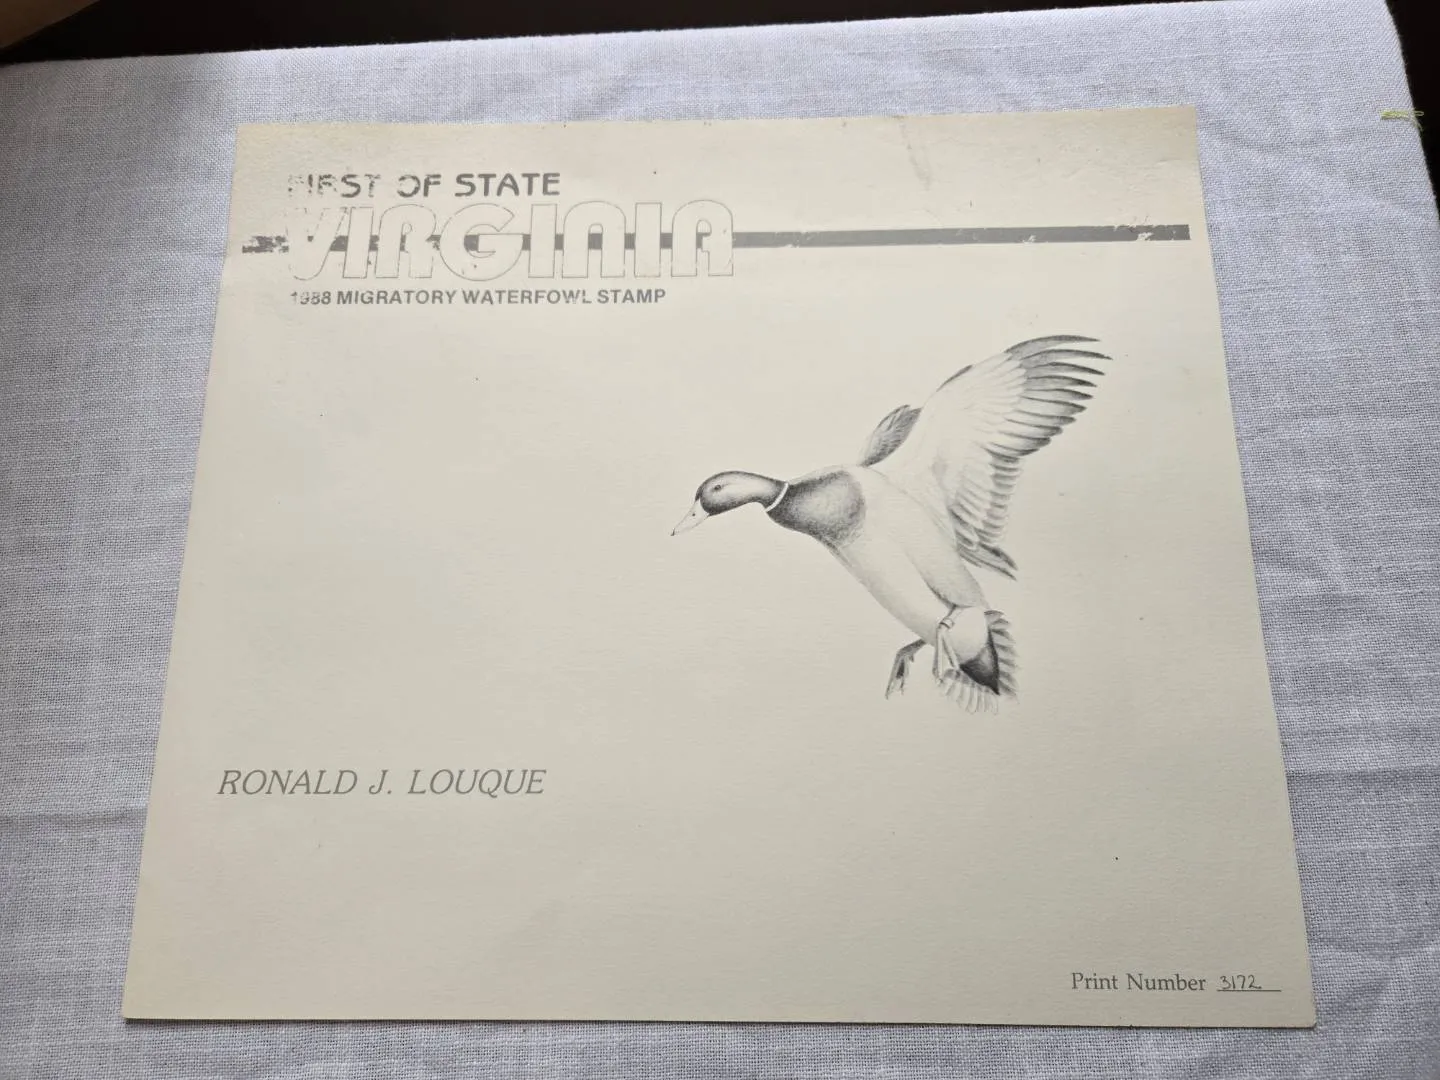 FIRST OF STATE
VIRGINIA
1988 MIGRATORY WATERFOWL STAMP
RONALD J. LOUQUE
Print Number 3172